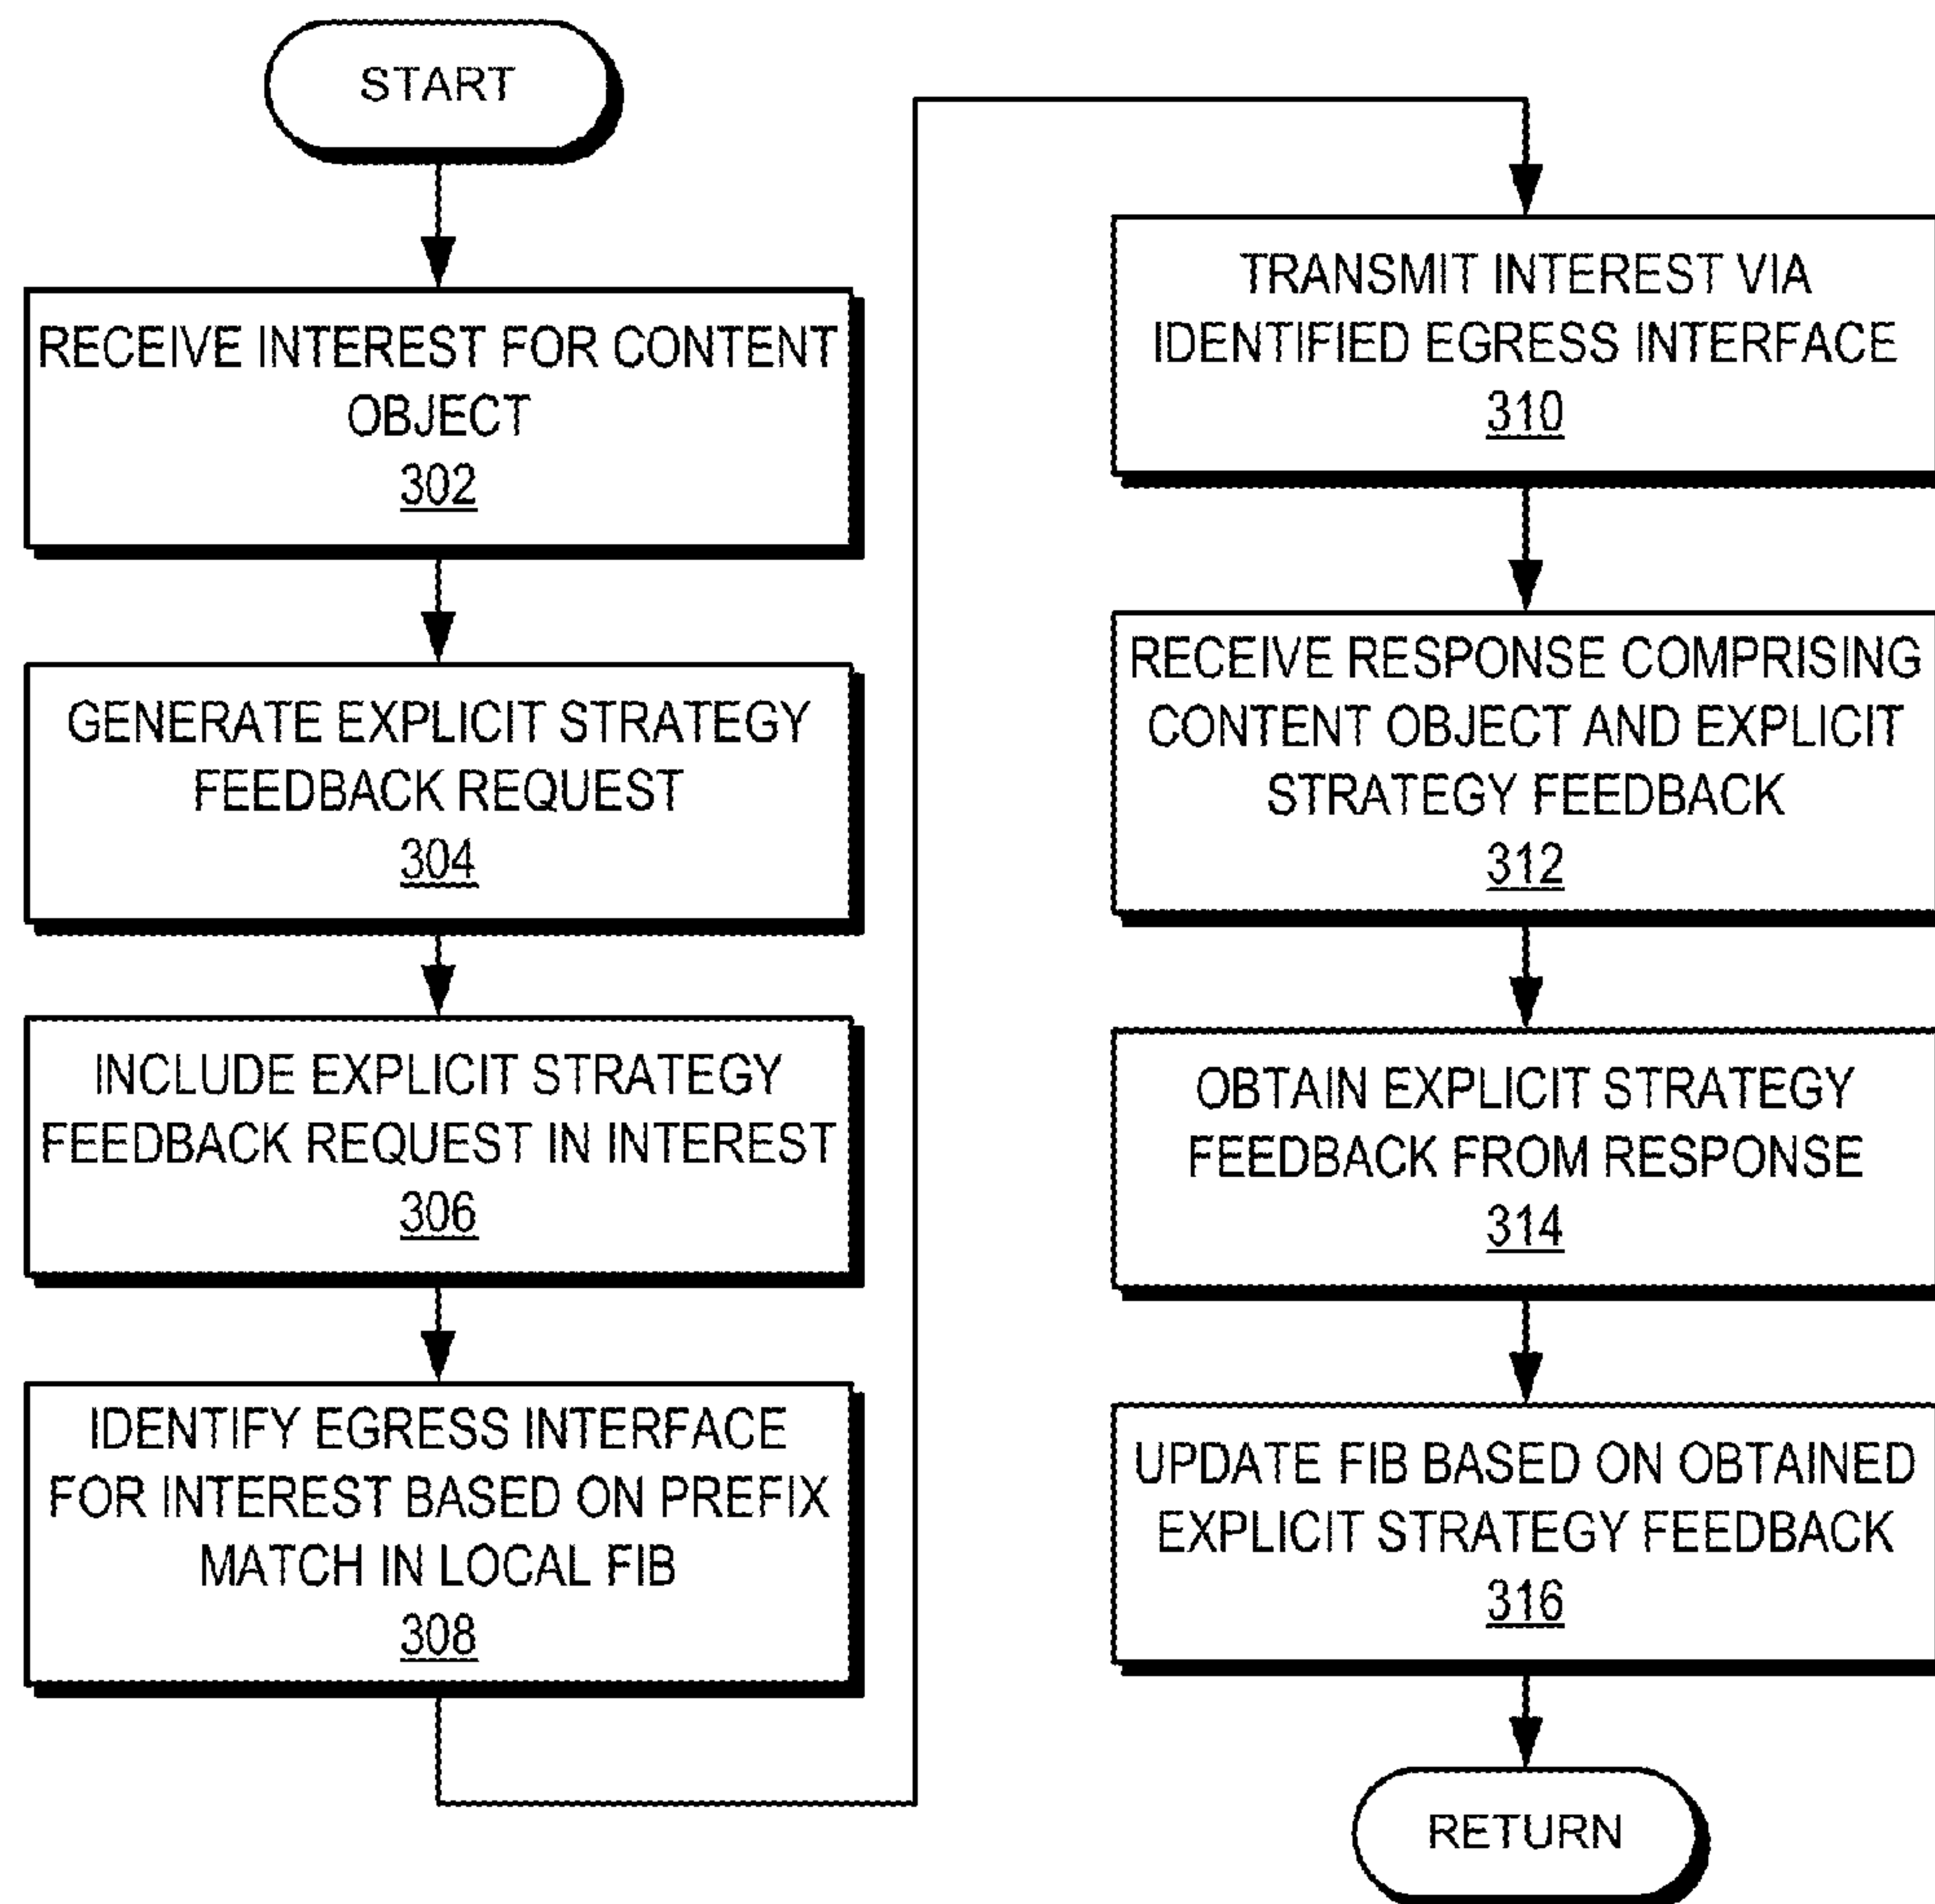 START
RECEIVE INTEREST FOR CONTENT
OBJECT
302
GENERATE EXPLICIT STRATEGY
FEEDBACK REQUEST
304
INCLUDE EXPLICIT STRATEGY
FEEDBACK REQUEST IN INTEREST
306
IDENTIFY EGRESS INTERFACE
FOR INTEREST BASED ON PREFIX
MATCH IN LOCAL FIB
308
TRANSMIT INTEREST VIA
IDENTIFIED EGRESS INTERFACE
310
RECEIVE RESPONSE COMPRISING
CONTENT OBJECT AND EXPLICIT
STRATEGY FEEDBACK
312
OBTAIN EXPLICIT STRATEGY
FEEDBACK FROM RESPONSE
314
UPDATE FIB BASED ON OBTAINED
EXPLICIT STRATEGY FEEDBACK
316
RETURN